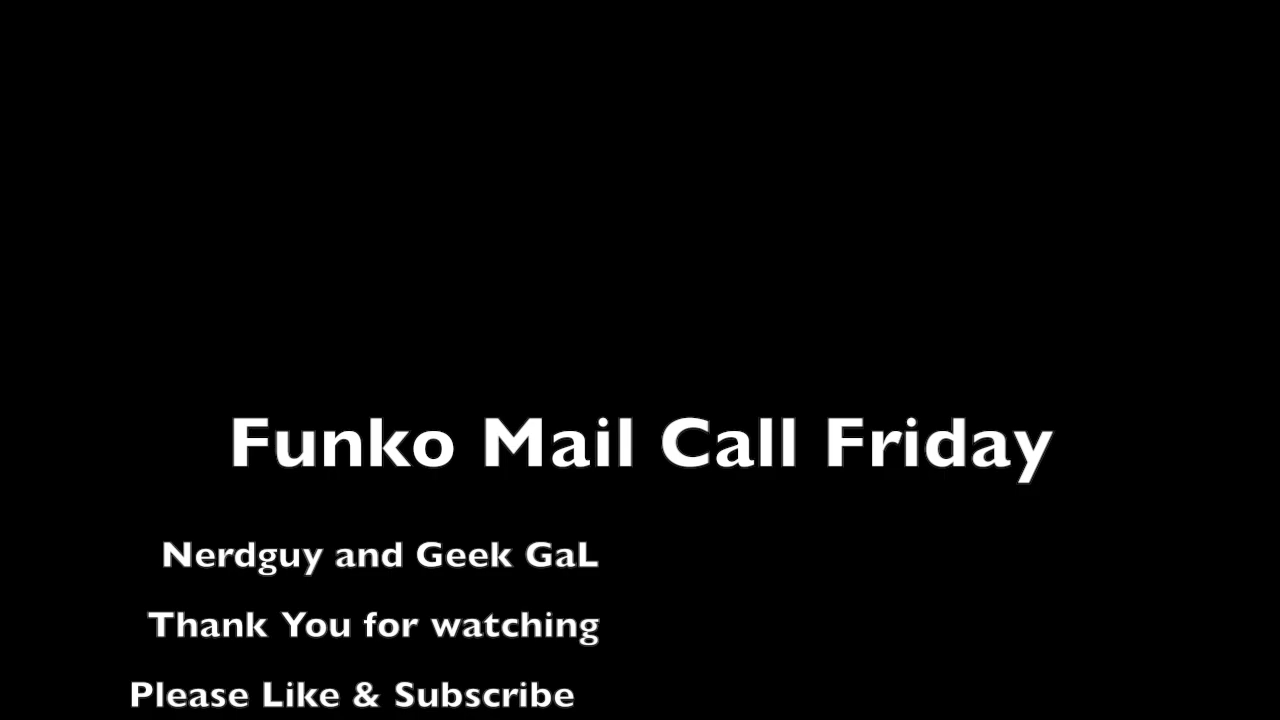 Funko Mail Call Friday
Nerdguy and Geek GaL
Thank You for watching
Please Like & Subscribe